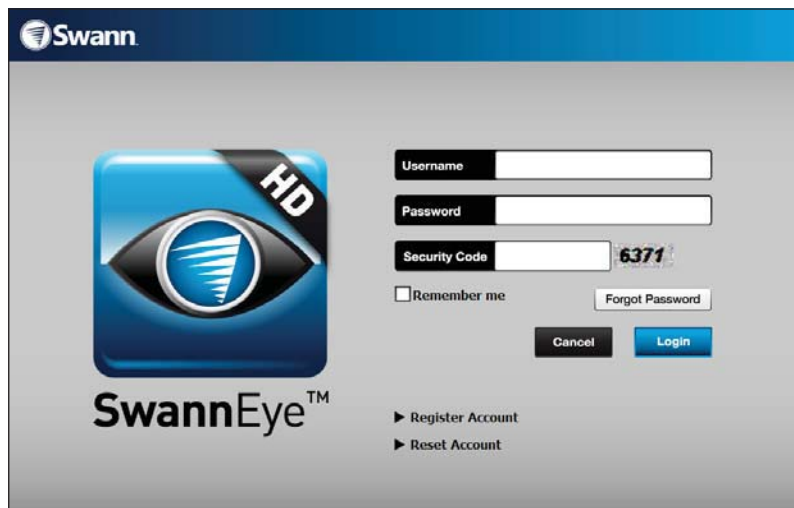 Swann
HD
SwannEye™
Username
Password
Security Code 6371
Remember me Forgot Password
Cancel Login
▶ Register Account
▶ Reset Account